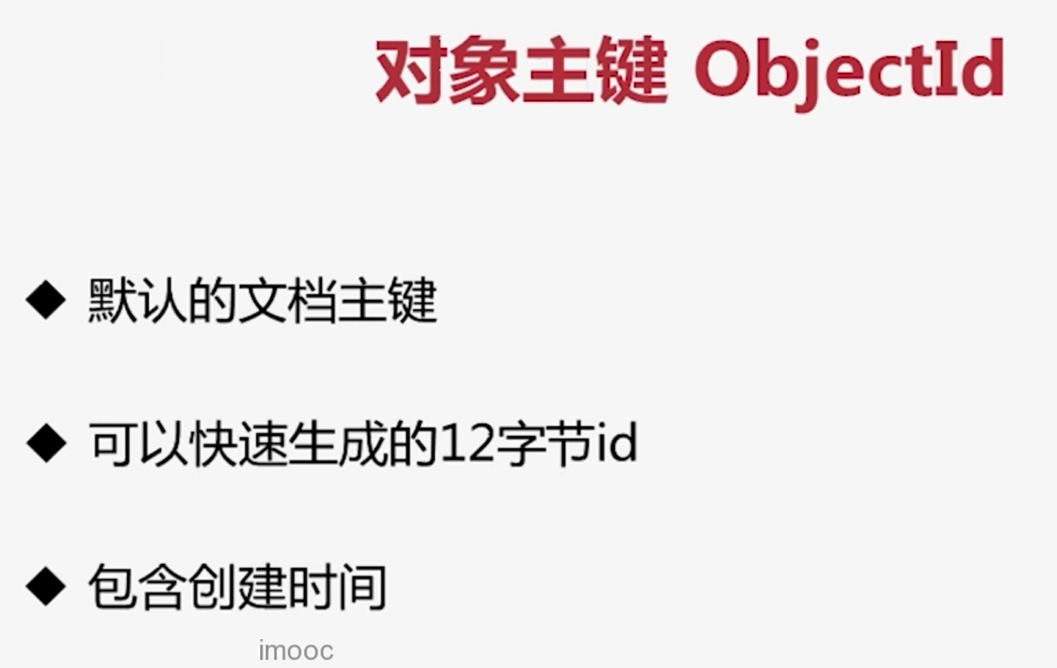 对象主键 ObjectId
◆ 默认的文档主键
◆ 可以快速生成的12字节id
◆ 包含创建时间
imooc